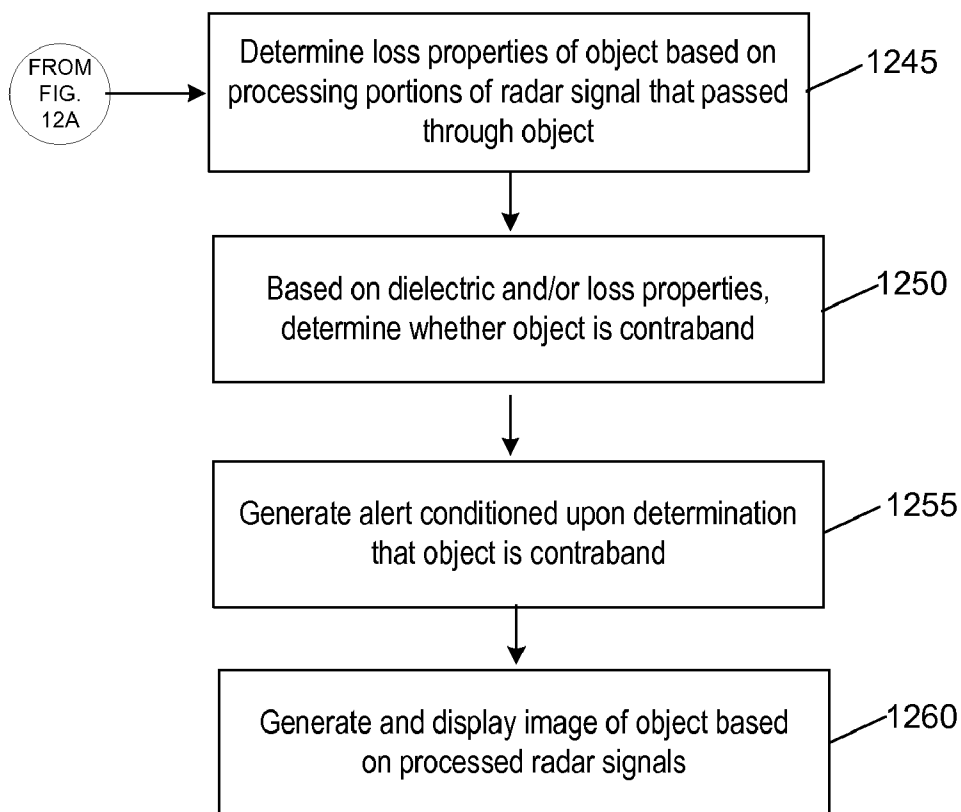 FROM
FIG.
12A
Determine loss properties of object based on
processing portions of radar signal that passed
through object
1245
Based on dielectric and/or loss properties,
determine whether object is contraband
1250
Generate alert conditioned upon determination
that object is contraband
1255
Generate and display image of object based
on processed radar signals
1260